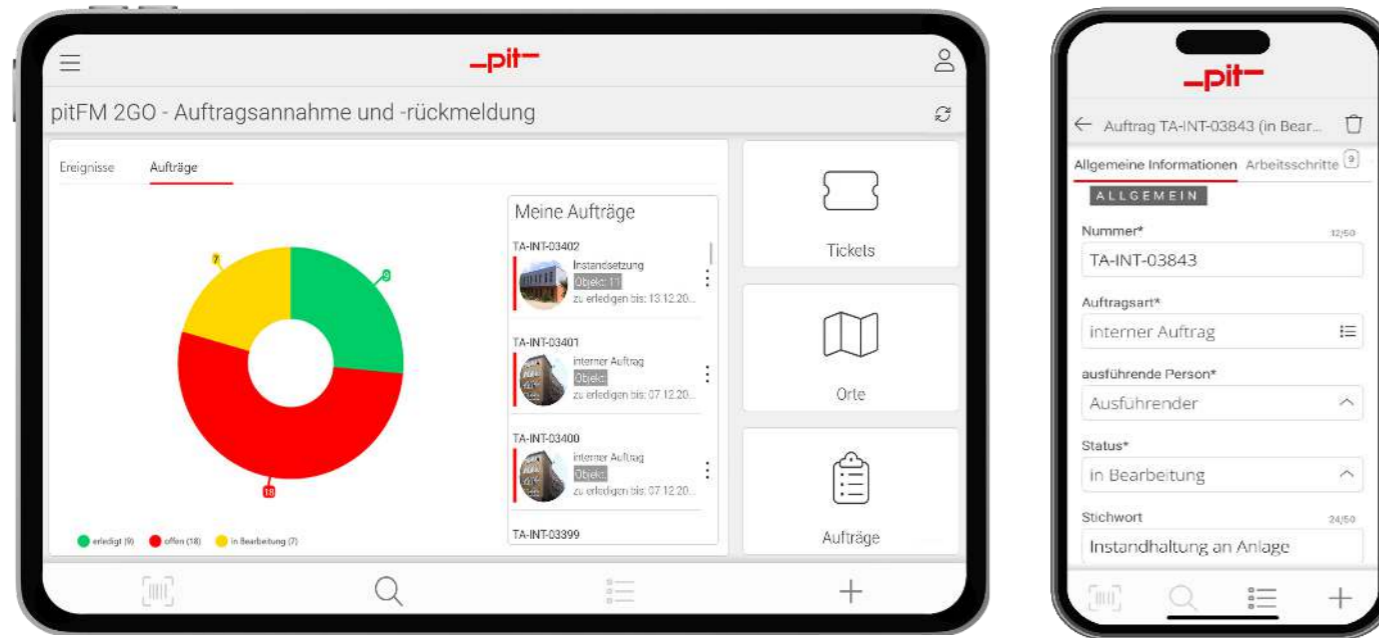 _pit‾
pitFM 2GO - Auftragsannahme und -rückmeldung
Ereignisse
Aufträge
7
9
18
erledigt (9)
offen (18)
in Bearbeitung (7)
Meine Aufträge
TA-INT-03402
Instandsetzung
Objekt: 11
zu erledigen bis: 13.12.20...
TA-INT-03401
interner Auftrag
Objekt:
zu erledigen bis: 07.12.20...
TA-INT-03400
interner Auftrag
Objekt:
zu erledigen bis: 07.12.20...
TA-INT-03399
Tickets
Orte
Aufträge
_pit‾
Auftrag TA-INT-03843 (in Bear...
Allgemeine Informationen
Arbeitsschritte 9
ALLGEMEIN
Nummer*
12/50
TA-INT-03843
Auftragsart*
interner Auftrag
ausführende Person*
Ausführender
Status*
in Bearbeitung
Stichwort
24/50
Instandhaltung an Anlage